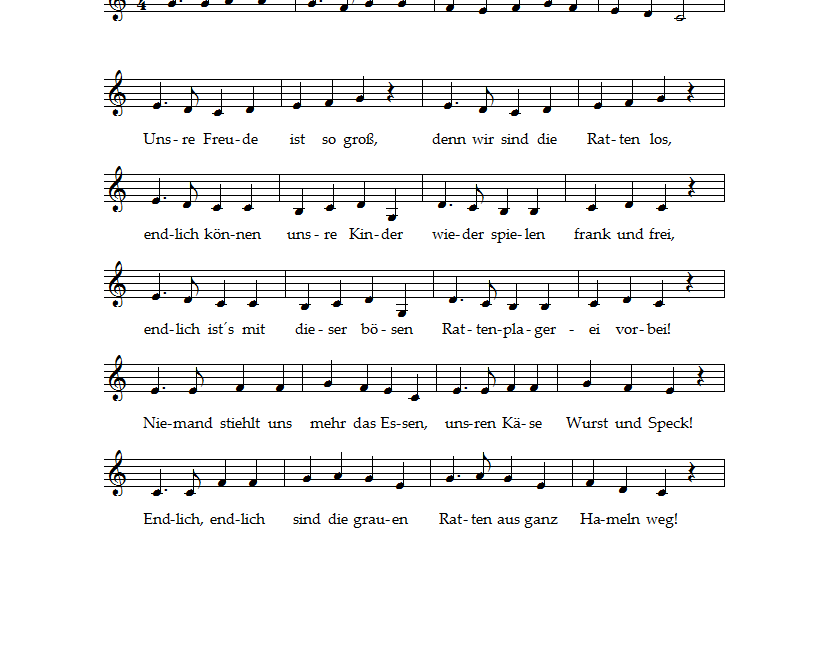 4
Uns- re Freu-de ist so groß, denn wir sind die Rat- ten los,
end-lich kön-nen uns- re Kin-der wie-der spie-len frank und frei,
end-lich ist´s mit die- ser bö- sen Rat- ten-pla-ger - ei vor-bei!
Nie-mand stiehlt uns mehr das Es-sen, uns-ren Kä-se Wurst und Speck!
End-lich, end-lich sind die grau-en Rat-ten aus ganz Ha-meln weg!